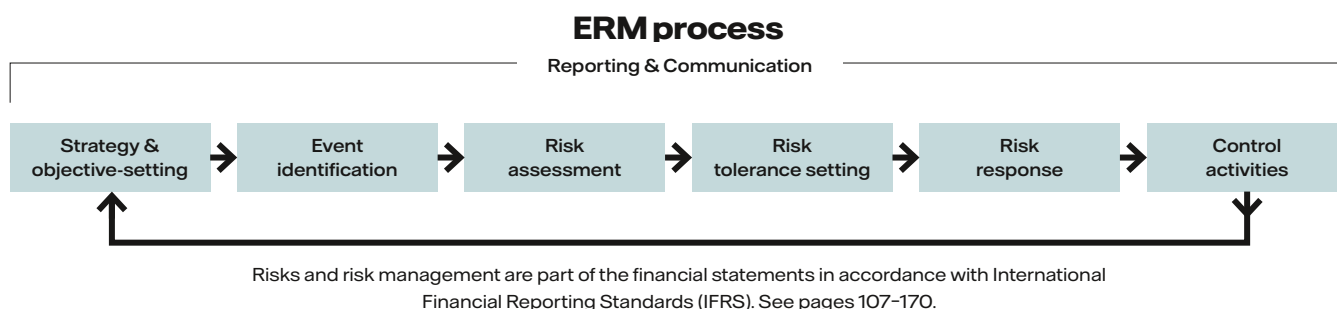 ERM process
Reporting & Communication
Strategy &
objective-setting
Event
identification
Risk
assessment
Risk
tolerance setting
Risk
response
Control
activities
Risks and risk management are part of the financial statements in accordance with International
Financial Reporting Standards (IFRS). See pages 107–170.